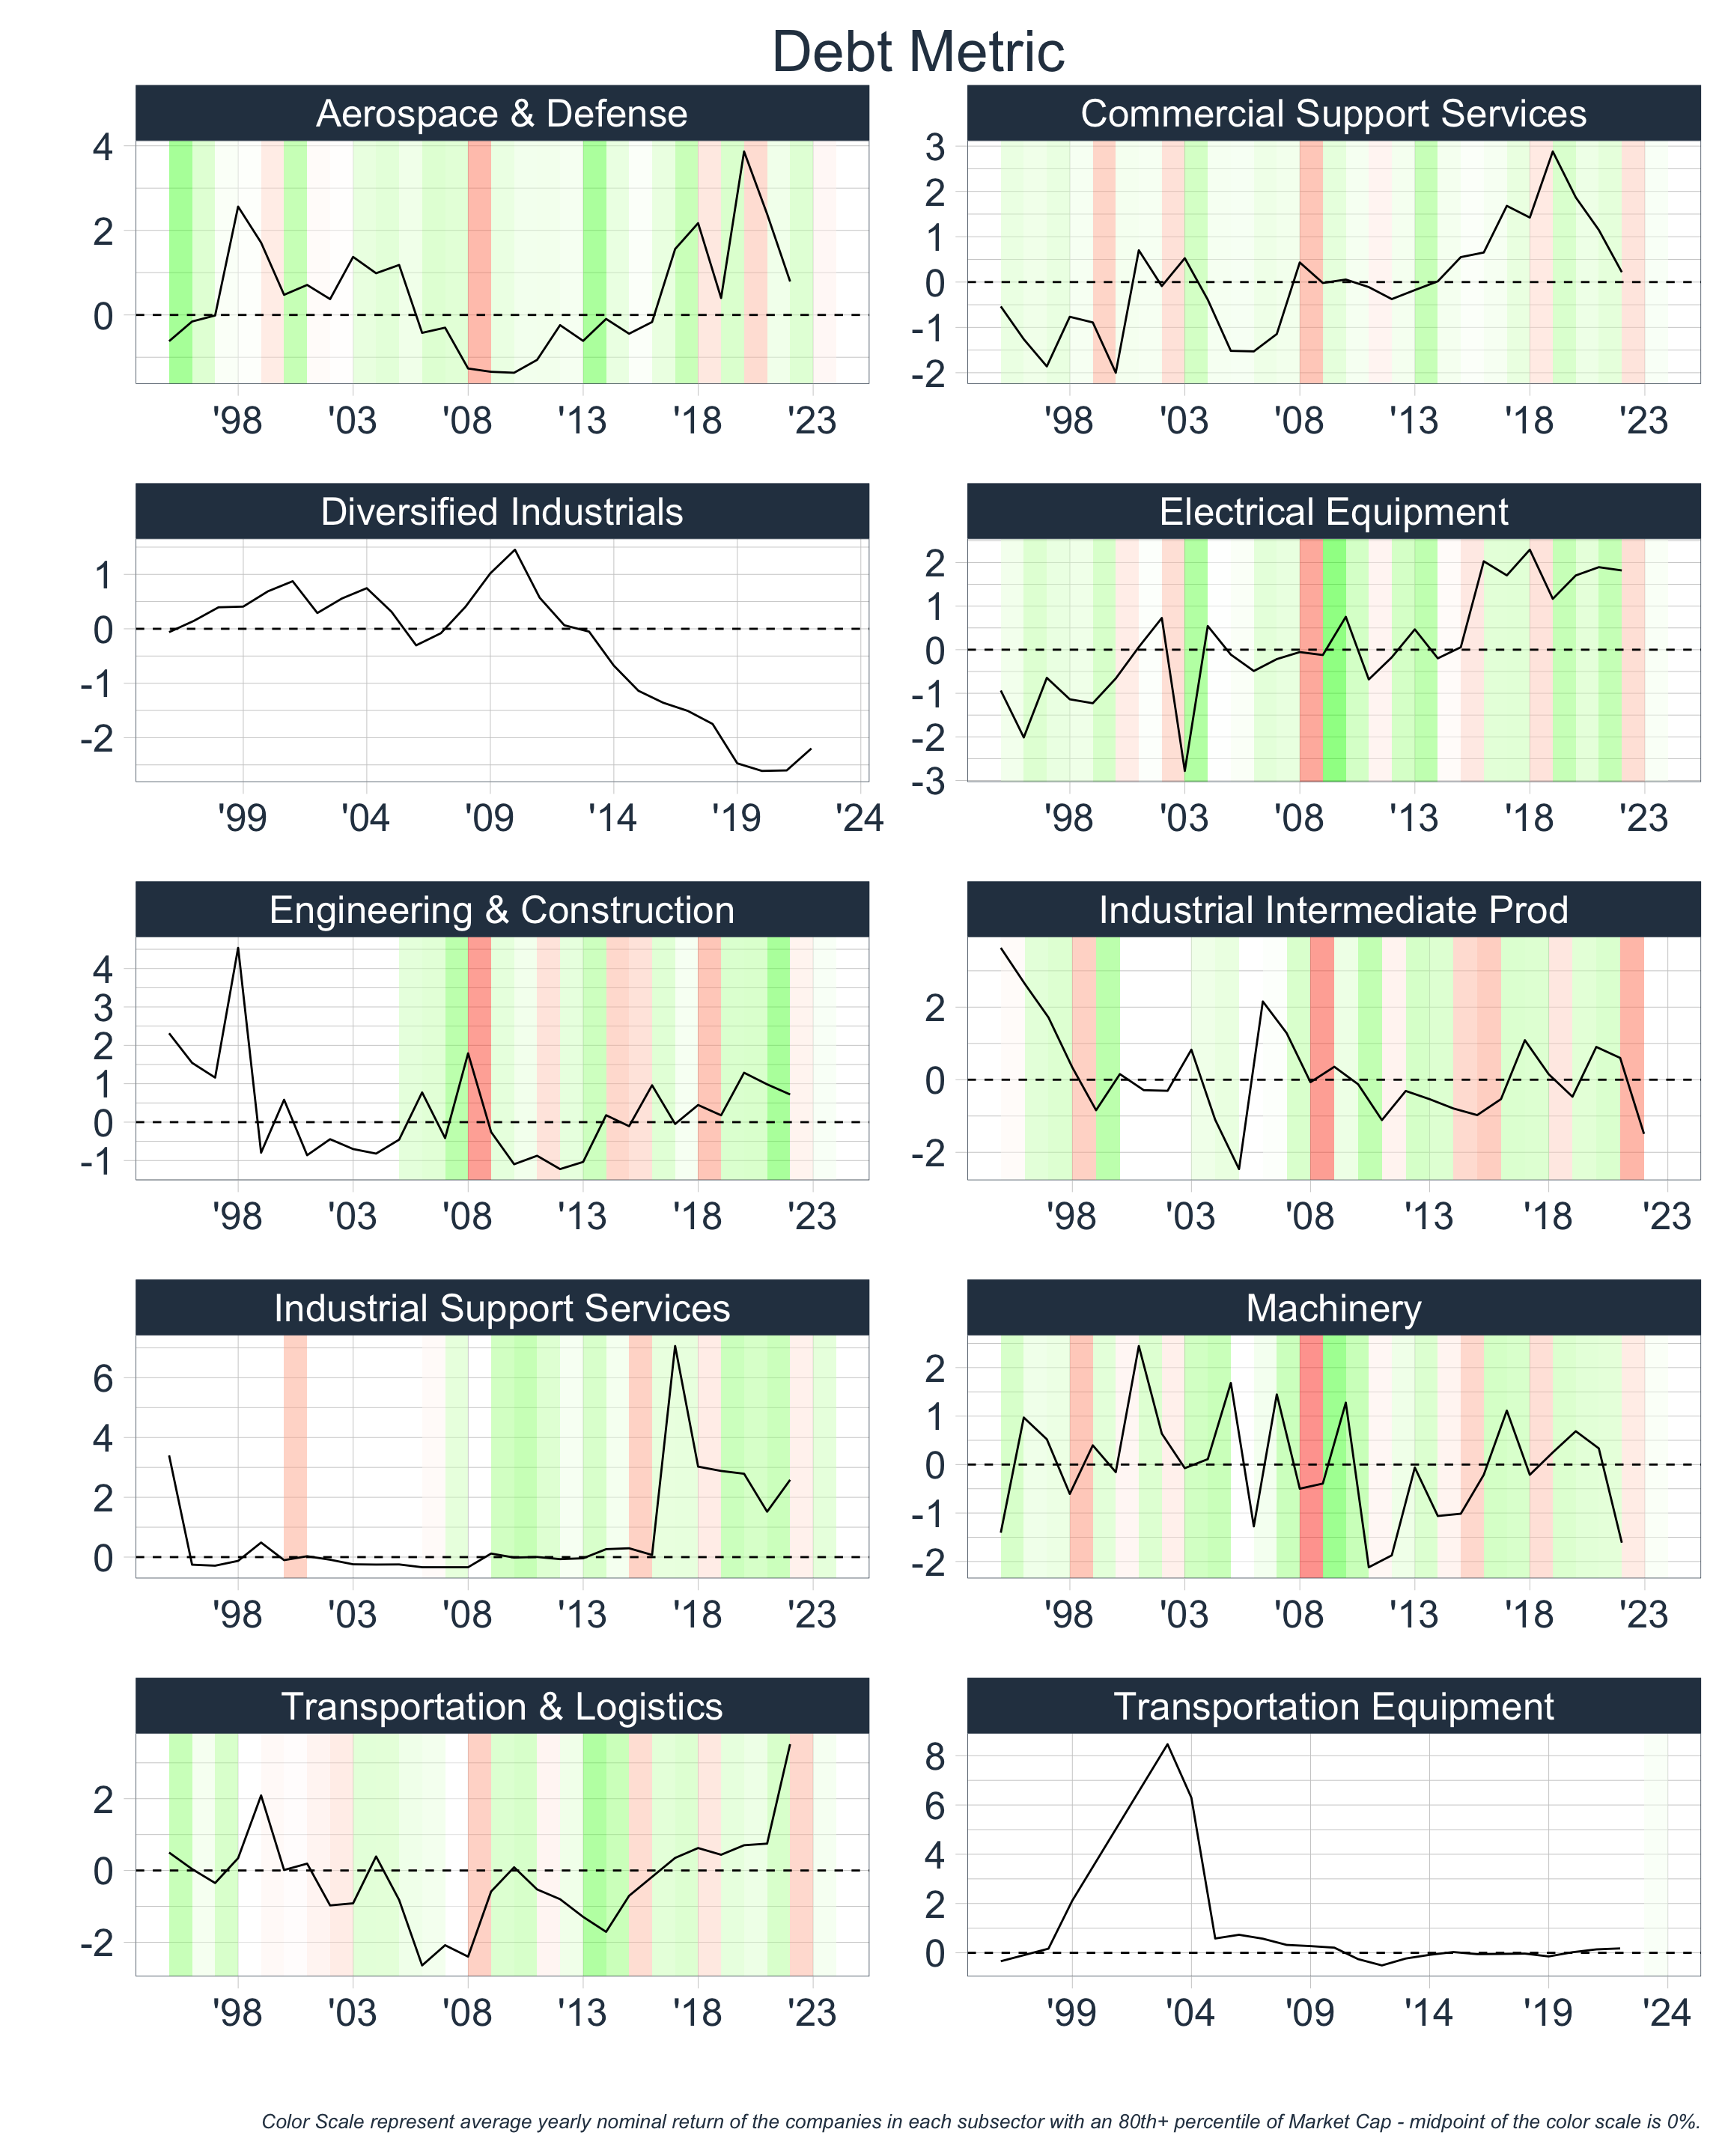 Debt Metric
Aerospace & Defense
4
2
0
'98 '03 '08 '13 '18 '23
Commercial Support Services
3
2
1
0
-1
-2
'98 '03 '08 '13 '18 '23
Diversified Industrials
1
0
-1
-2
'99 '04 '09 '14 '19 '24
Electrical Equipment
2
1
0
-1
-2
-3
'98 '03 '08 '13 '18 '23
Engineering & Construction
4
3
2
1
0
-1
'98 '03 '08 '13 '18 '23
Industrial Intermediate Prod
2
0
-2
'98 '03 '08 '13 '18 '23
Industrial Support Services
6
4
2
0
'98 '03 '08 '13 '18 '23
Machinery
2
1
0
-1
-2
'98 '03 '08 '13 '18 '23
Transportation & Logistics
2
0
-2
'98 '03 '08 '13 '18 '23
Transportation Equipment
8
6
4
2
0
'99 '04 '09 '14 '19 '24
Color Scale represent average yearly nominal return of the companies in each subsector with an 80th+ percentile of Market Cap - midpoint of the color scale is 0%.